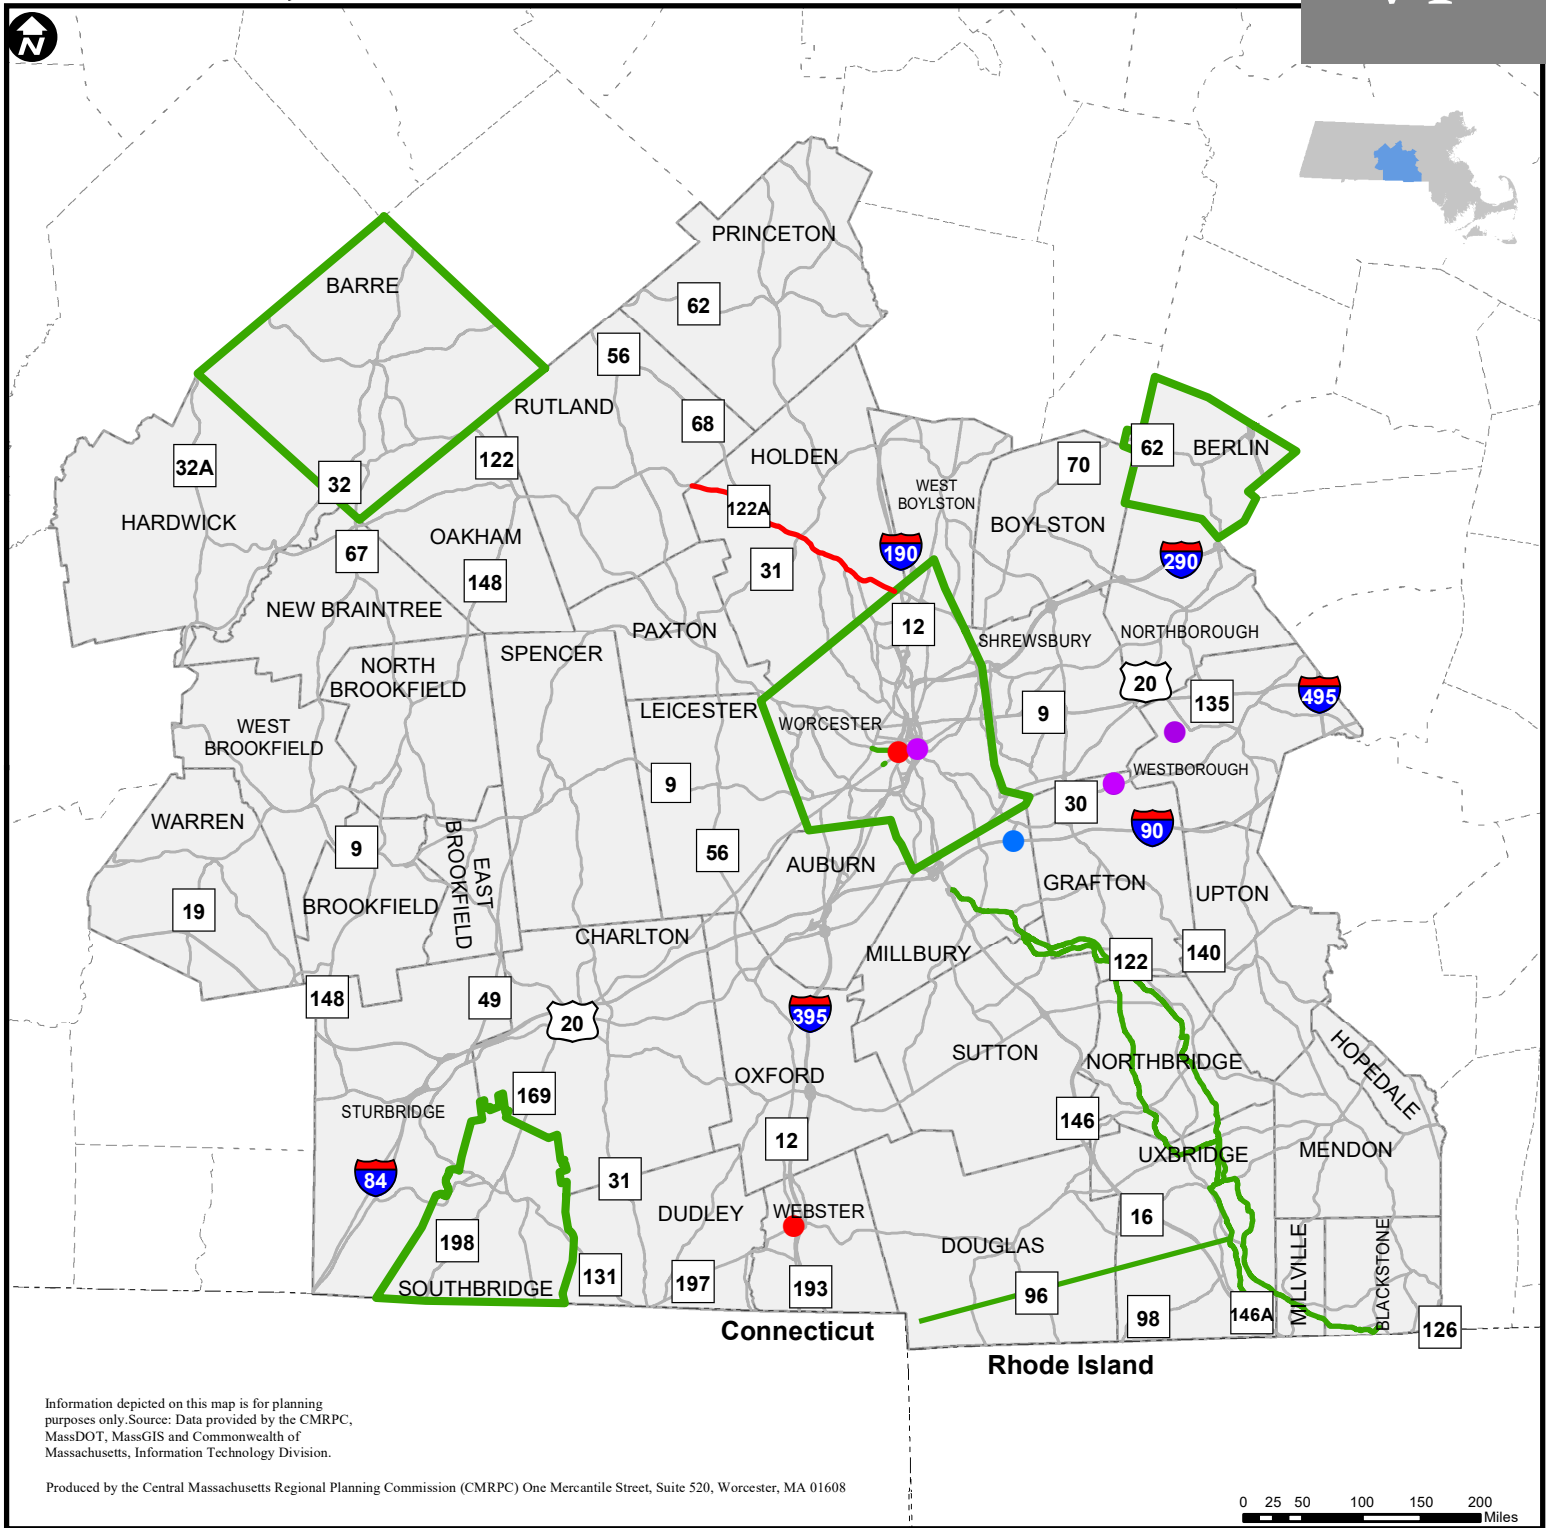 N
PRINCETON
BARRE
62
56
RUTLAND
68
HOLDEN
62
BERLIN
70
32A
122
32
WEST
BOYLSTON
122A
HARDWICK
BOYLSTON
OAKHAM
67
190
290
31
148
NEW BRAINTREE
12
PAXTON
SHREWSBURY
NORTHBOROUGH
SPENCER
NORTH
BROOKFIELD
20
135
495
LEICESTER
9
WORCESTER
WEST
BROOKFIELD
WESTBOROUGH
9
30
WARREN
90
9
56
EAST
BROOKFIELD
AUBURN
GRAFTON
UPTON
19
BROOKFIELD
CHARLTON
MILLBURY
122
140
148
49
20
395
SUTTON
NORTHBRIDGE
HOPEDALE
OXFORD
169
STURBRIDGE
146
12
UXBRIDGE
MENDON
84
31
DUDLEY
WEBSTER
16
198
DOUGLAS
MILLVILLE
BLACKSTONE
131
197
193
SOUTHBRIDGE
96
98
146A
126
Connecticut
Rhode Island
Information depicted on this map is for planning
purposes only.Source: Data provided by the CMRPC,
MassDOT, MassGIS and Commonwealth of
Massachusetts, Information Technology Division.
Produced by the Central Massachusetts Regional Planning Commission (CMRPC) One Mercantile Street, Suite 520, Worcester, MA 01608
0 25 50 100 150 200
Miles